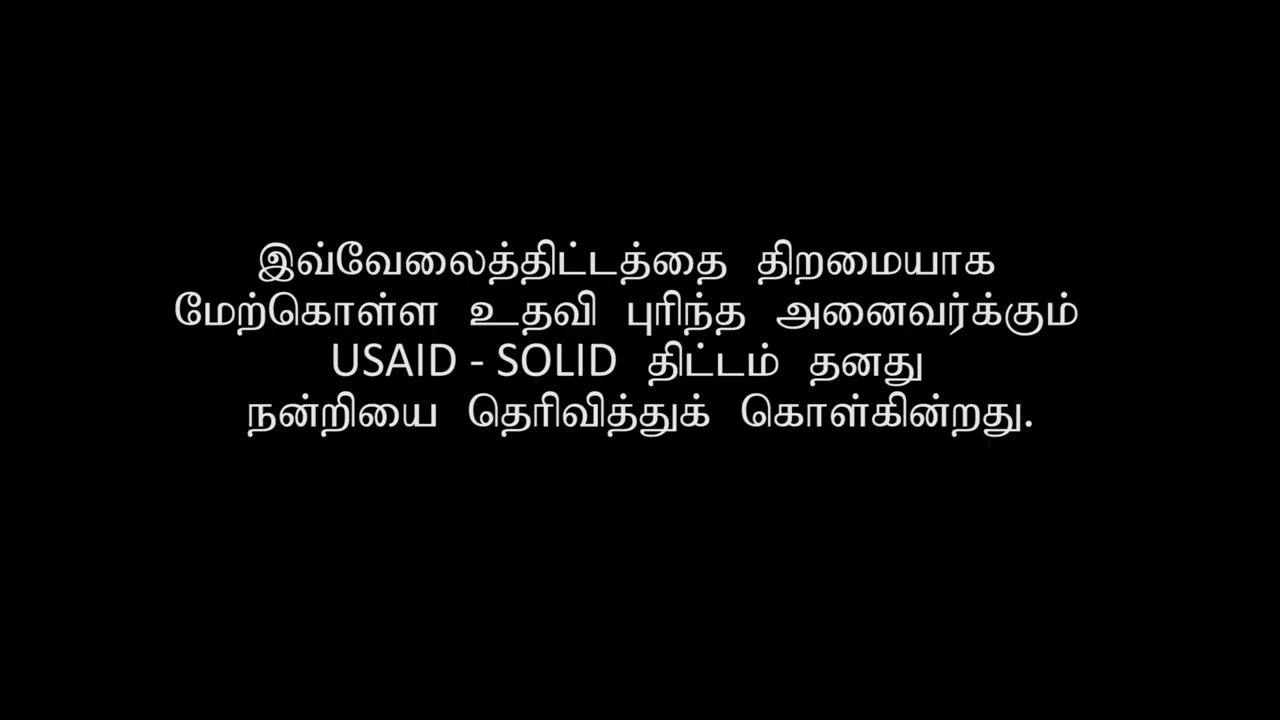 இவ்வேலைத்திட்டத்தை திறமையாக
மேற்கொள்ள உதவி புரிந்த அனைவர்க்கும்
USAID - SOLID திட்டம் தனது
நன்றியை தெரிவித்துக் கொள்கின்றது.